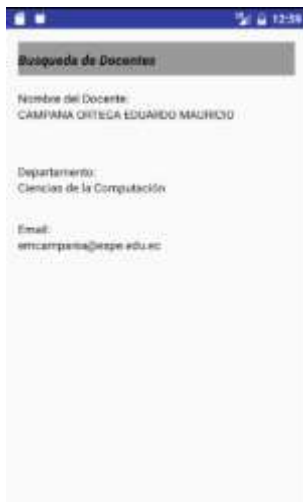 12:59
Busqueda de Docentes
Nombre del Docente:
CAMPAÑA ORTEGA EDUARDO MAURICIO
Departamento:
Ciencias de la Computación
Email:
emcampania@espe.edu.ec